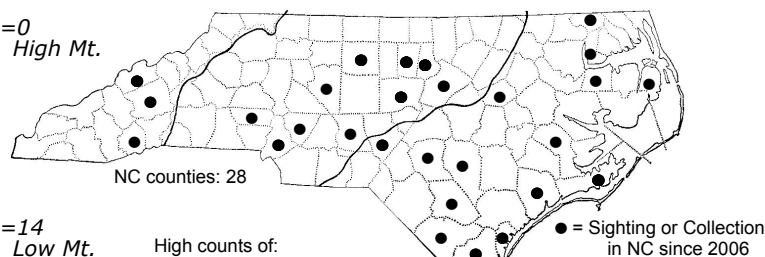 =0
High Mt.
NC counties: 28
=14
Low Mt.
High counts of:
● = Sighting or Collection
in NC since 2006